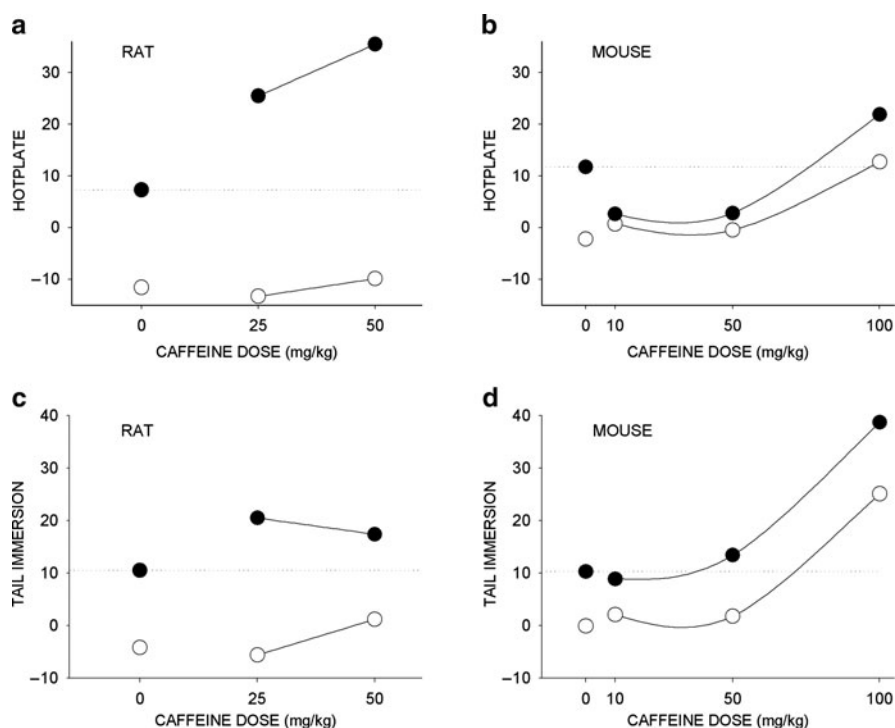 a
RAT
HOTPLATE
30
20
10
0
–10
0 25 50
CAFFEINE DOSE (mg/kg)
b
MOUSE
HOTPLATE
30
20
10
0
–10
0 10 50 100
CAFFEINE DOSE (mg/kg)
c
RAT
TAIL IMMERSION
40
30
20
10
0
–10
0 25 50
CAFFEINE DOSE (mg/kg)
d
MOUSE
TAIL IMMERSION
40
30
20
10
0
–10
0 10 50 100
CAFFEINE DOSE (mg/kg)